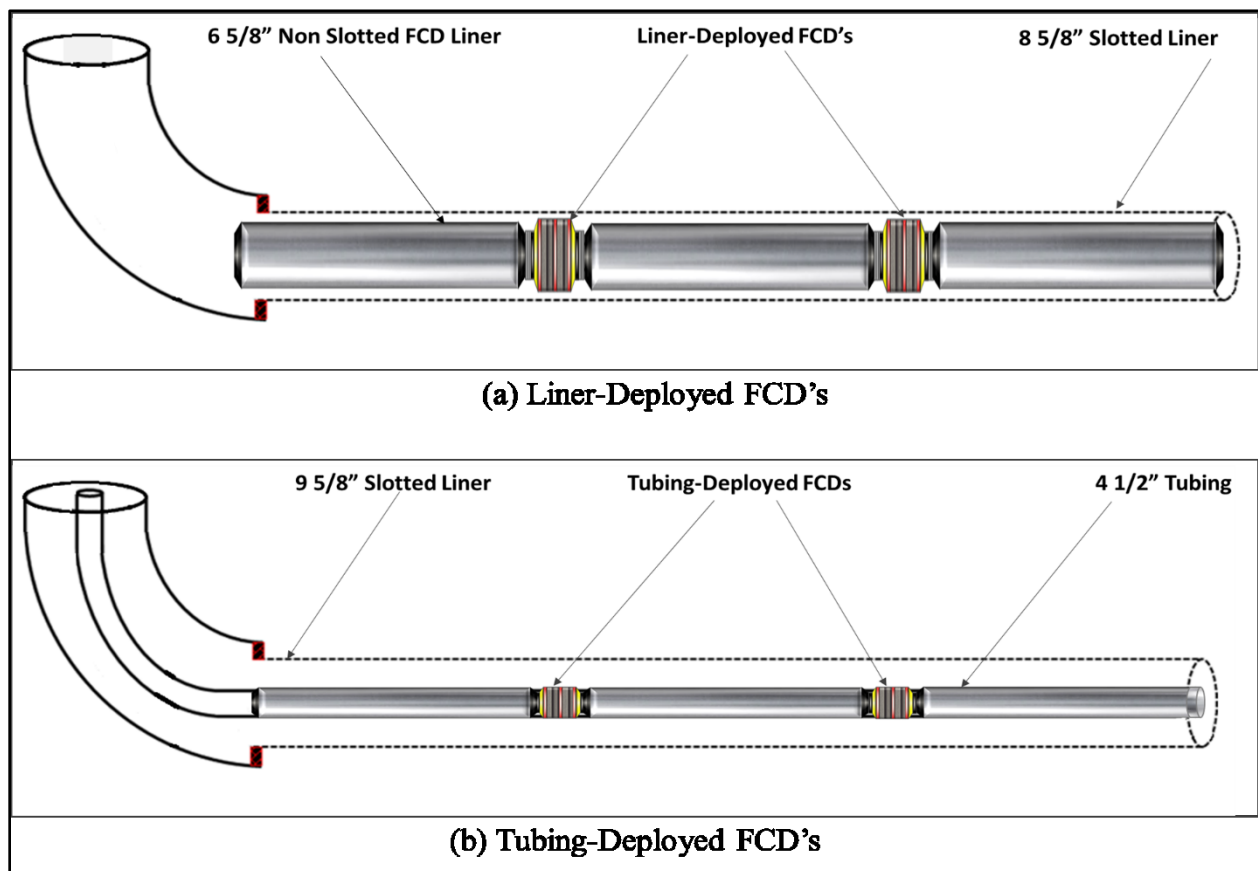 6 5/8” Non Slotted FCD Liner
Liner-Deployed FCD’s
8 5/8” Slotted Liner
(a) Liner-Deployed FCD’s
9 5/8” Slotted Liner
Tubing-Deployed FCDs
4 1/2” Tubing
(b) Tubing-Deployed FCD’s